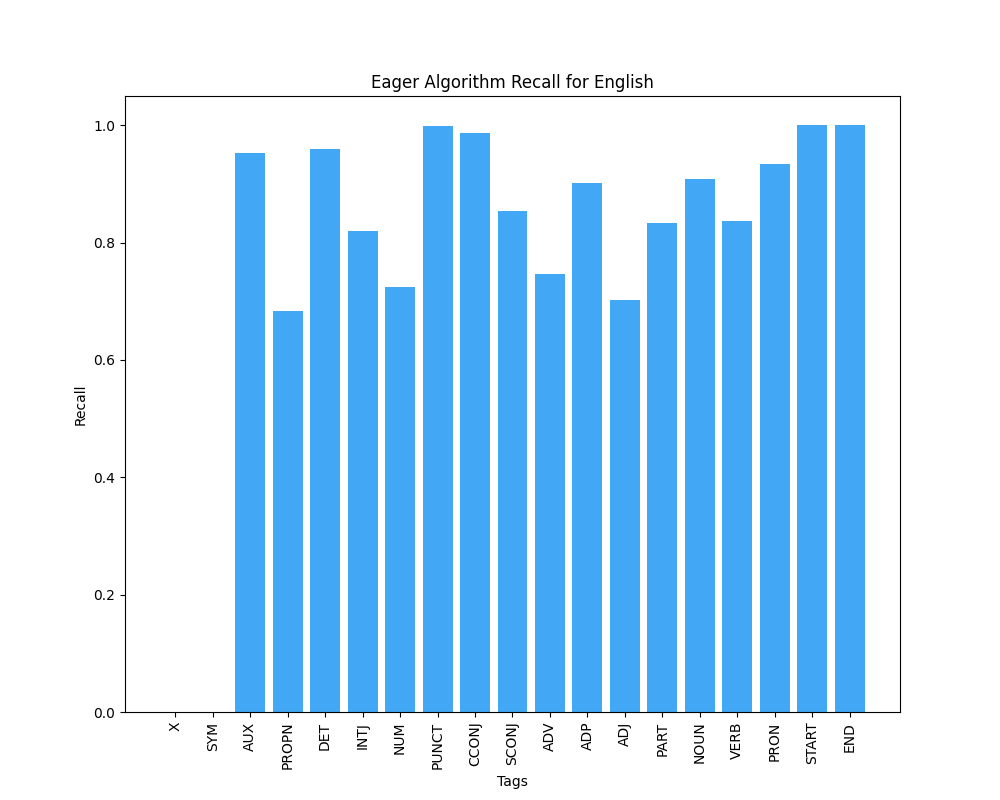 Eager Algorithm Recall for English
1.0
0.8
0.6
0.4
0.2
0.0
Recall
X
SYM
AUX
PROPN
DET
INTJ
NUM
PUNCT
CCONJ
SCONJ
ADV
ADP
ADJ
PART
NOUN
VERB
PRON
START
END
Tags